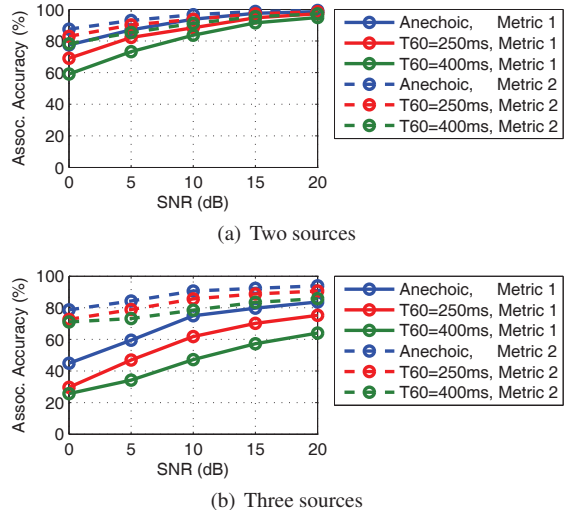 100
80
60
40
20
0
Assoc. Accuracy (%)
0 5 10 15 20
SNR (dB)
Anechoic, Metric 1
T60=250ms, Metric 1
T60=400ms, Metric 1
Anechoic, Metric 2
T60=250ms, Metric 2
T60=400ms, Metric 2
(a) Two sources
100
80
60
40
20
0
Assoc. Accuracy (%)
0 5 10 15 20
SNR (dB)
Anechoic, Metric 1
T60=250ms, Metric 1
T60=400ms, Metric 1
Anechoic, Metric 2
T60=250ms, Metric 2
T60=400ms, Metric 2
(b) Three sources